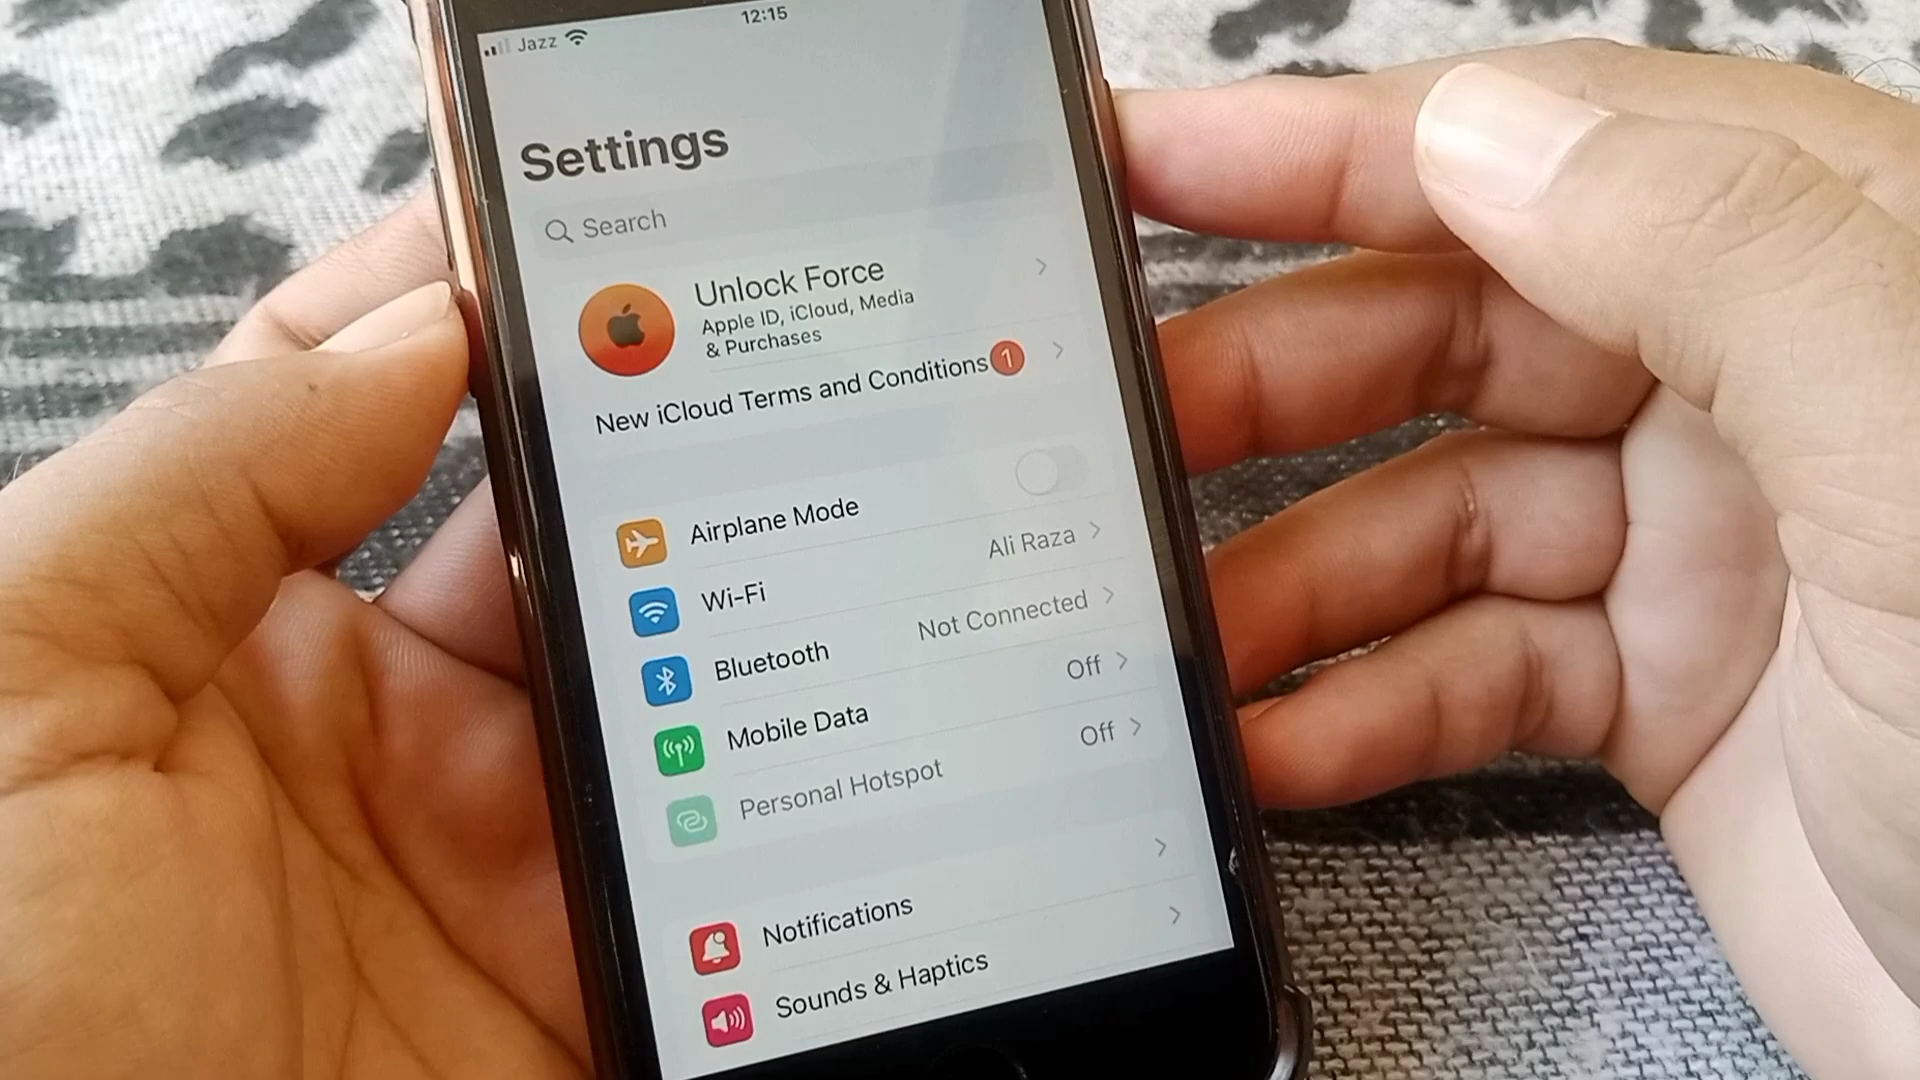 Jazz
12:15
Settings
Search
Unlock Force
Apple ID, iCloud, Media
& Purchases
New iCloud Terms and Conditions 1
Airplane Mode
Wi-Fi Ali Raza
Bluetooth Not Connected
Mobile Data Off
Personal Hotspot Off
Notifications
Sounds & Haptics